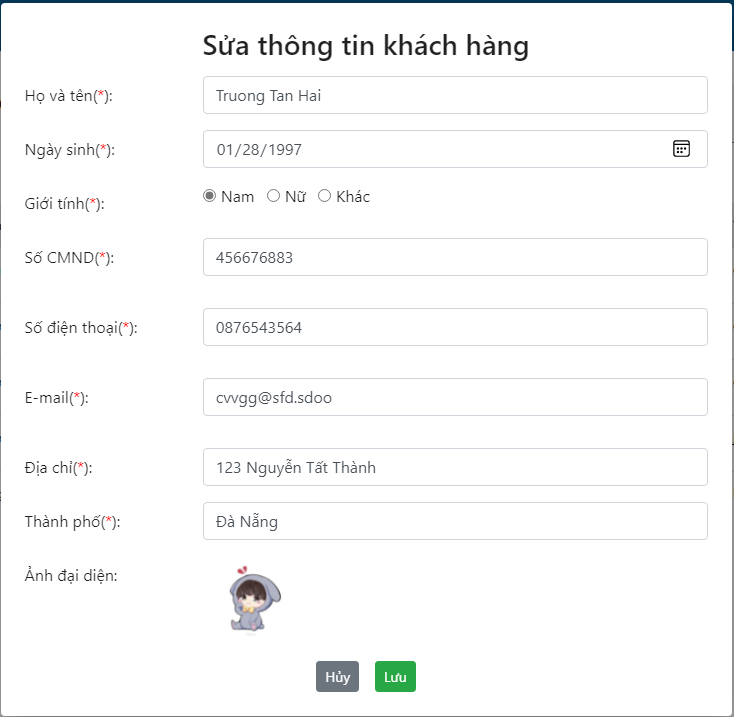 Sửa thông tin khách hàng
Họ và tên(*): Truong Tan Hai
Ngày sinh(*): 01/28/1997
Giới tính(*): Nam Nữ Khác
Số CMND(*): 456676883
Số điện thoại(*): 0876543564
E-mail(*): cvvgg@sfd.sdoo
Địa chỉ(*): 123 Nguyễn Tất Thành
Thành phố(*): Đà Nẵng
Ảnh đại diện:
Hủy Lưu